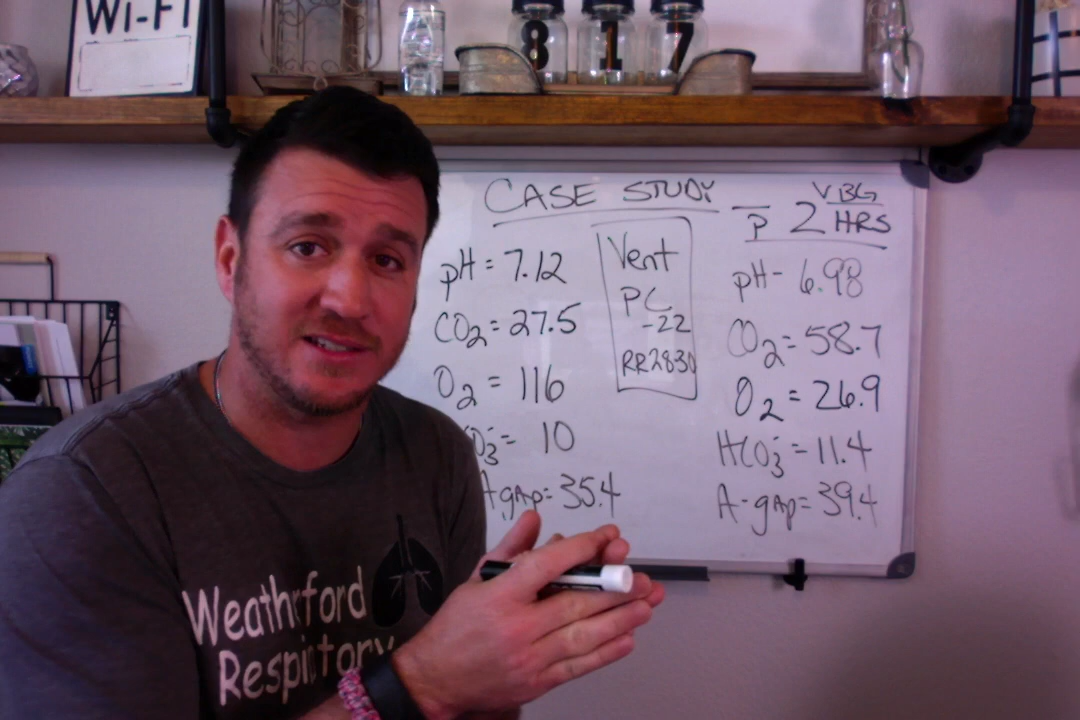 Wi-Fi
8 1 7
CASE STUDY
pH = 7.12
CO2 = 27.5
O2 = 116
O3⁻ = 10
Agap = 35.4
Vent
PC
-22
RR 28
VBG
p̄ 2 HRS
pH - 6.98
CO2 = 58.7
O2 = 26.9
HCO3⁻ = 11.4
A-gap = 39.4
Weatherford
Respiratory